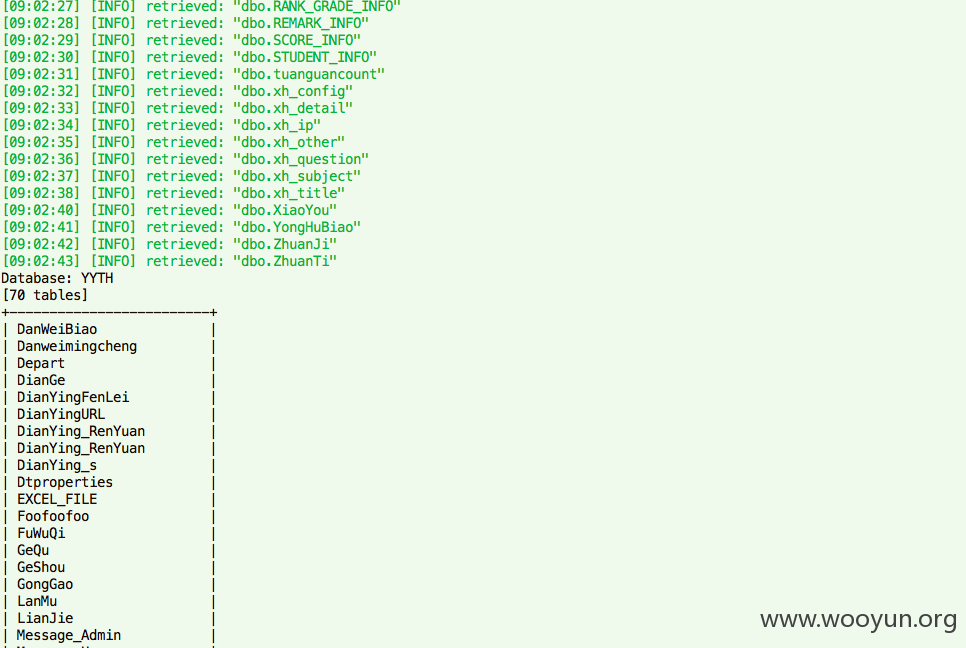 [09:02:27] [INFO] retrieved: "dbo.RANK_GRADE_INFO"
[09:02:28] [INFO] retrieved: "dbo.REMARK_INFO"
[09:02:29] [INFO] retrieved: "dbo.SCORE_INFO"
[09:02:30] [INFO] retrieved: "dbo.STUDENT_INFO"
[09:02:31] [INFO] retrieved: "dbo.tuanguancount"
[09:02:32] [INFO] retrieved: "dbo.xh_config"
[09:02:33] [INFO] retrieved: "dbo.xh_detail"
[09:02:34] [INFO] retrieved: "dbo.xh_ip"
[09:02:35] [INFO] retrieved: "dbo.xh_other"
[09:02:36] [INFO] retrieved: "dbo.xh_question"
[09:02:37] [INFO] retrieved: "dbo.xh_subject"
[09:02:38] [INFO] retrieved: "dbo.xh_title"
[09:02:40] [INFO] retrieved: "dbo.XiaoYou"
[09:02:41] [INFO] retrieved: "dbo.YongHuBiao"
[09:02:42] [INFO] retrieved: "dbo.ZhuanJi"
[09:02:43] [INFO] retrieved: "dbo.ZhuanTi"
Database: YYTH
[70 tables]
+-------------------------+
| DanWeiBiao              |
| Danweimingcheng         |
| Depart                  |
| DianGe                  |
| DianYingFenLei          |
| DianYingURL             |
| DianYing_RenYuan        |
| DianYing_RenYuan        |
| DianYing_s              |
| Dtproperties            |
| EXCEL_FILE              |
| Foofoofoo               |
| FuWuQi                  |
| GeQu                    |
| GeShou                  |
| GongGao                 |
| LanMu                   |
| LianJie                 |
| Message_Admin           |
www.wooyun.org